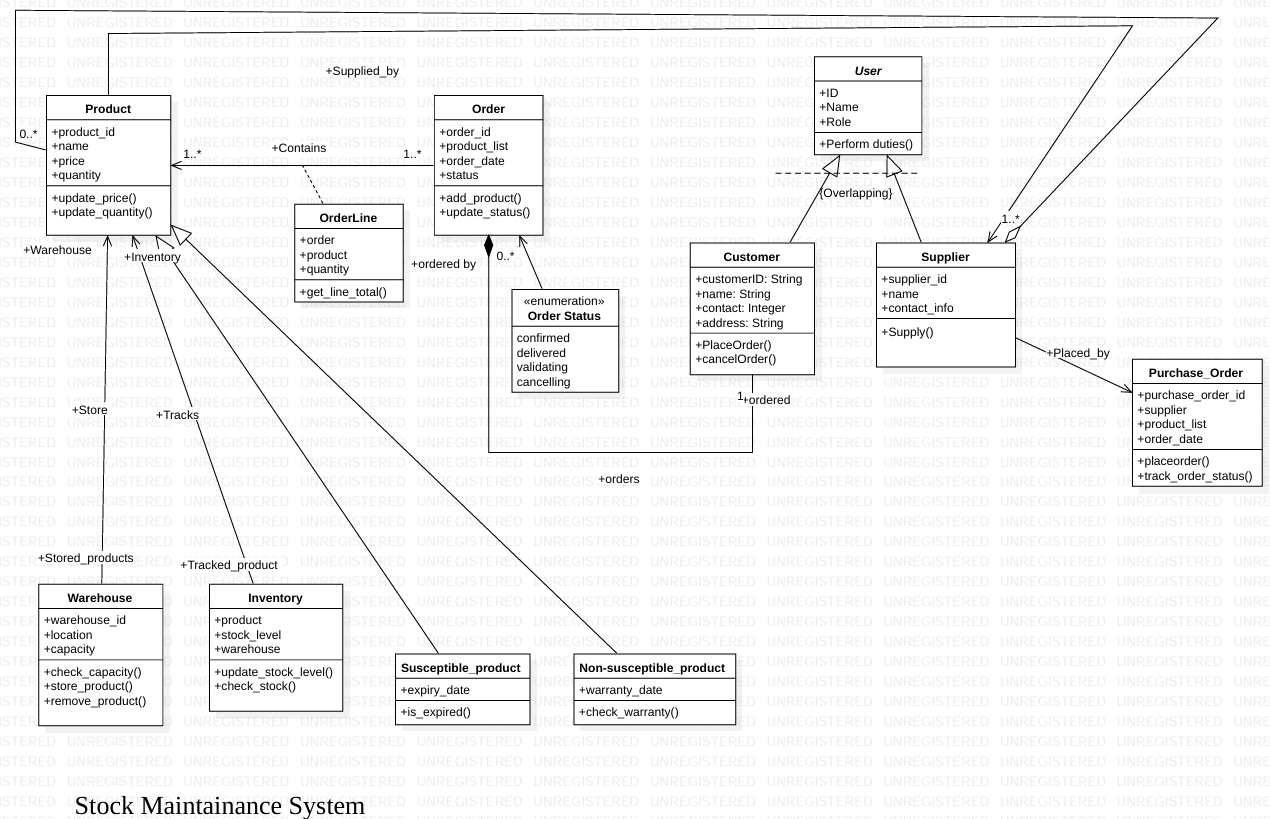 +Supplied_by
Product
+product_id
+name
+price
+quantity
+update_price()
+update_quantity()
0..*
1..*
+Contains
1..*
Order
+order_id
+product_list
+order_date
+status
+add_product()
+update_status()
User
+ID
+Name
+Role
+Perform duties()
{Overlapping}
OrderLine
+order
+product
+quantity
+get_line_total()
+Warehouse
+Inventory
+ordered by
0..*
«enumeration»
Order Status
confirmed
delivered
validating
cancelling
Customer
+customerID: String
+name: String
+contact: Integer
+address: String
+PlaceOrder()
+cancelOrder()
1
+ordered
1..*
Supplier
+supplier_id
+name
+contact_info
+Supply()
+Placed_by
Purchase_Order
+purchase_order_id
+supplier
+product_list
+order_date
+placeorder()
+track_order_status()
+Store
+Tracks
+orders
+Stored_products
+Tracked_product
Warehouse
+warehouse_id
+location
+capacity
+check_capacity()
+store_product()
+remove_product()
Inventory
+product
+stock_level
+warehouse
+update_stock_level()
+check_stock()
Susceptible_product
+expiry_date
+is_expired()
Non-susceptible_product
+warranty_date
+check_warranty()
Stock Maintainance System
UNREGISTERED